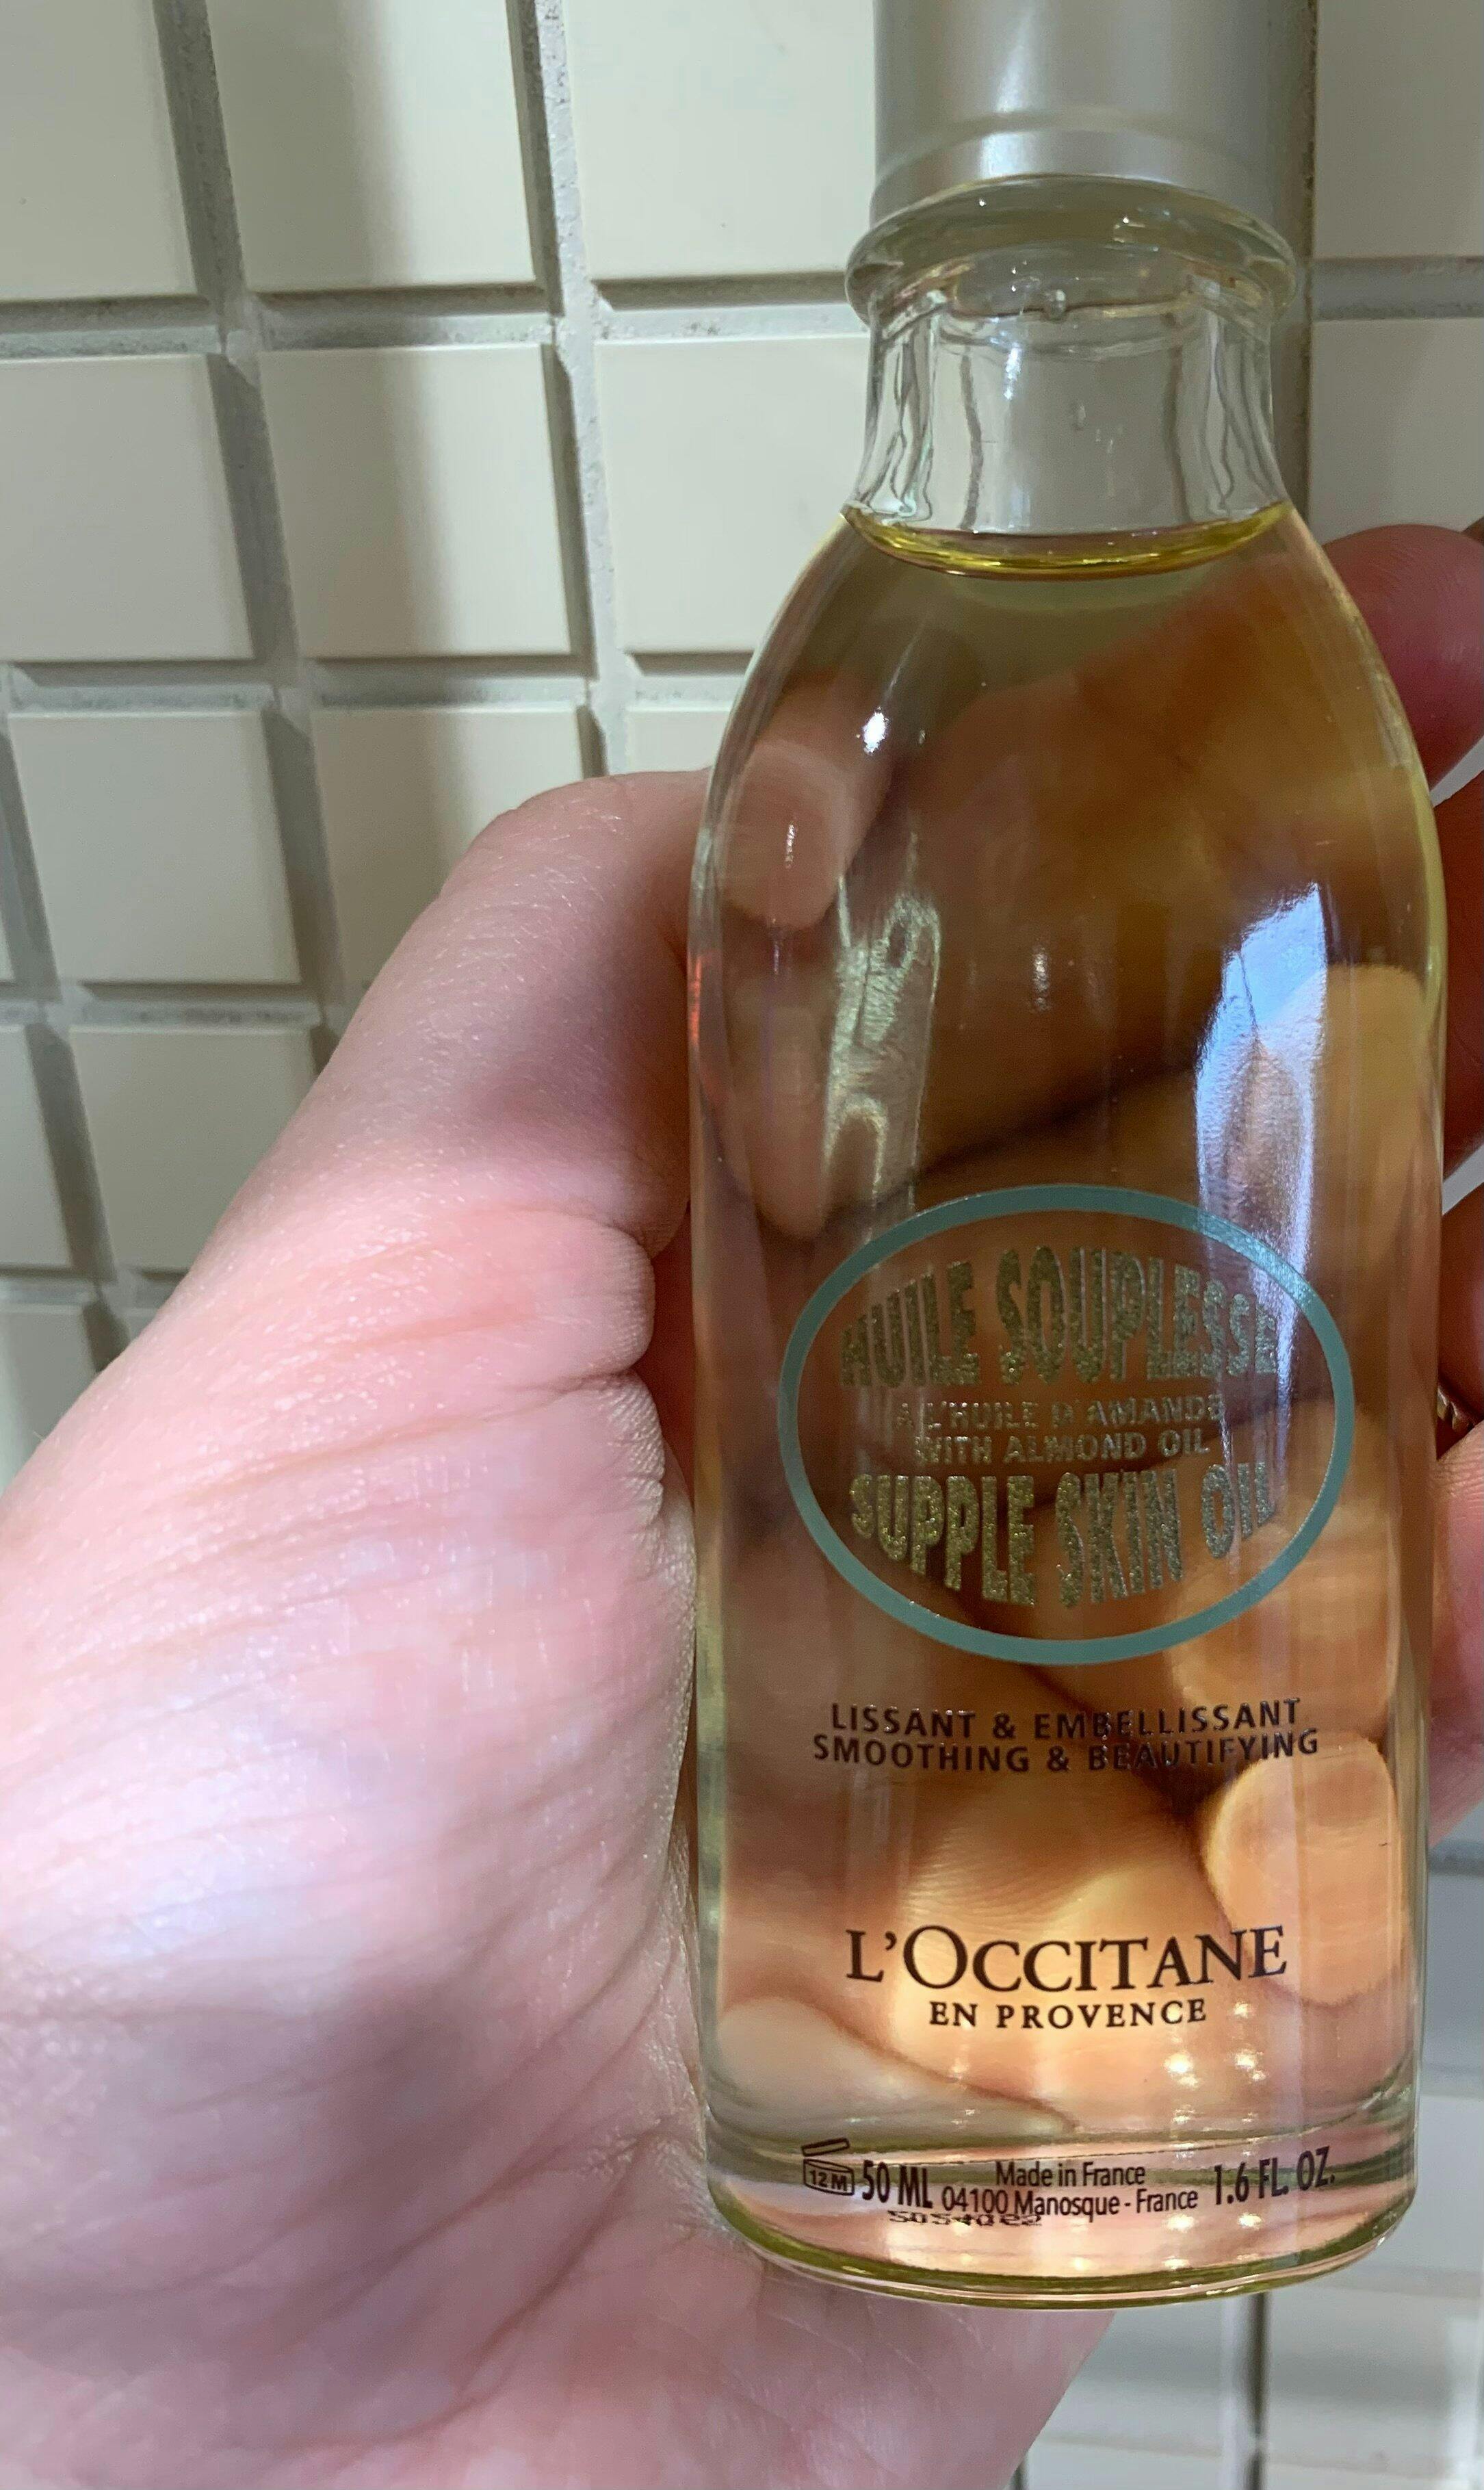 HUILE SOUPLESSE
À L'HUILE D'AMANDE
WITH ALMOND OIL
SUPPLE SKIN OIL
LISSANT & EMBELLISSANT
SMOOTHING & BEAUTIFYING
L'OCCITANE
EN PROVENCE
12M 50 ML Made in France 1.6 FL. OZ.
04100 Manosque - France